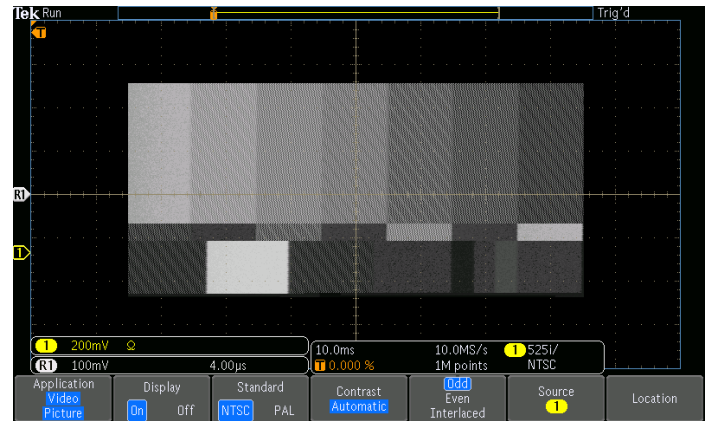 Tek Run Trig'd
T
R1
1
1 200mV Ω
R1 100mV 4.00μs
10.0ms 10.0MS/s 1 525i/
T 0.000 % 1M points NTSC
Application Display Standard Contrast Odd Source Location
Video Even
Picture On Off NTSC PAL Automatic Interlaced 1